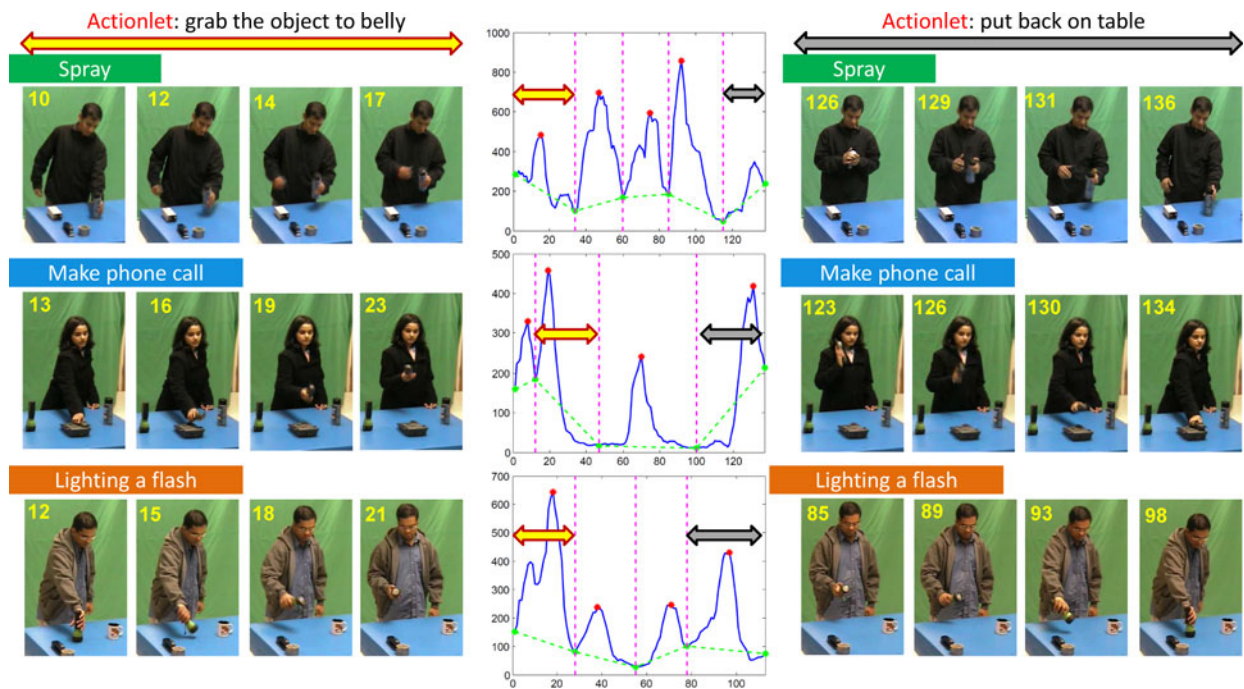 Actionlet: grab the object to belly
Actionlet: put back on table
Spray
10 12 14 17
1000
800
600
400
200
0
0 20 40 60 80 100 120
Spray
126 129 131 136
Make phone call
13 16 19 23
500
400
300
200
100
0
0 20 40 60 80 100 120
Make phone call
123 126 130 134
Lighting a flash
12 15 18 21
700
600
500
400
300
200
100
0
0 20 40 60 80 100
Lighting a flash
85 89 93 98